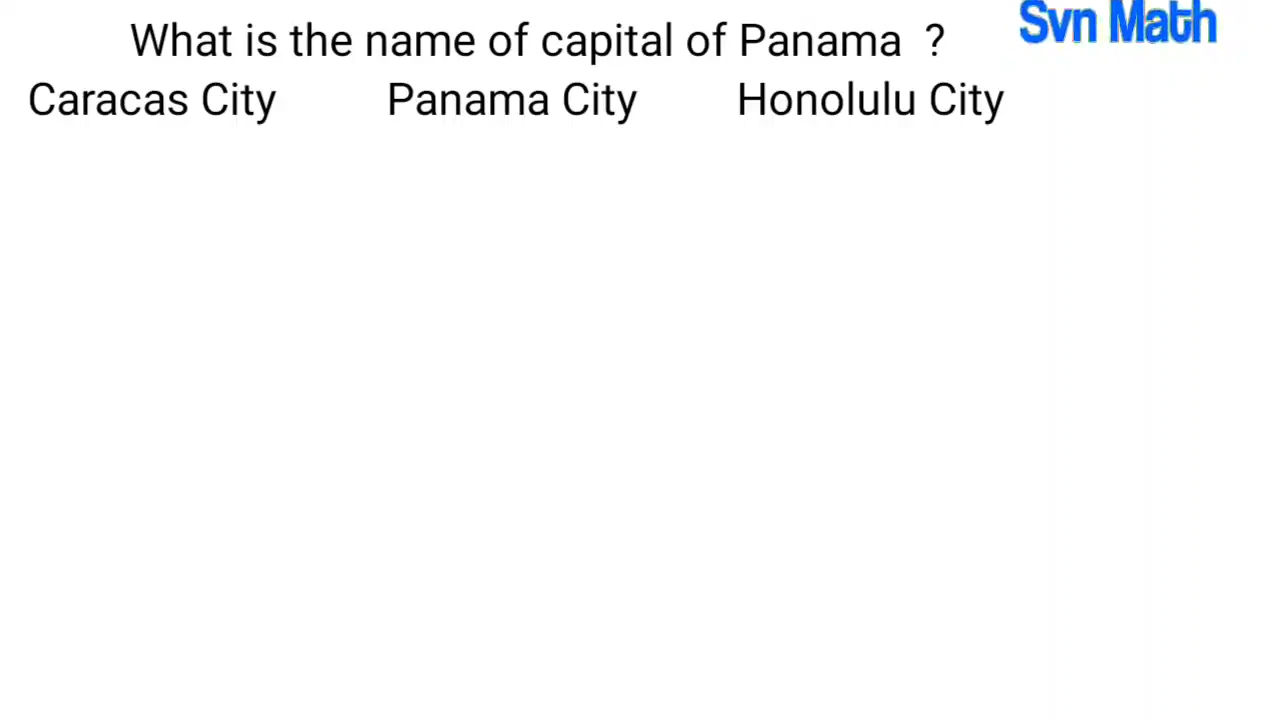 What is the name of capital of Panama ?
Svn Math
Caracas City Panama City Honolulu City